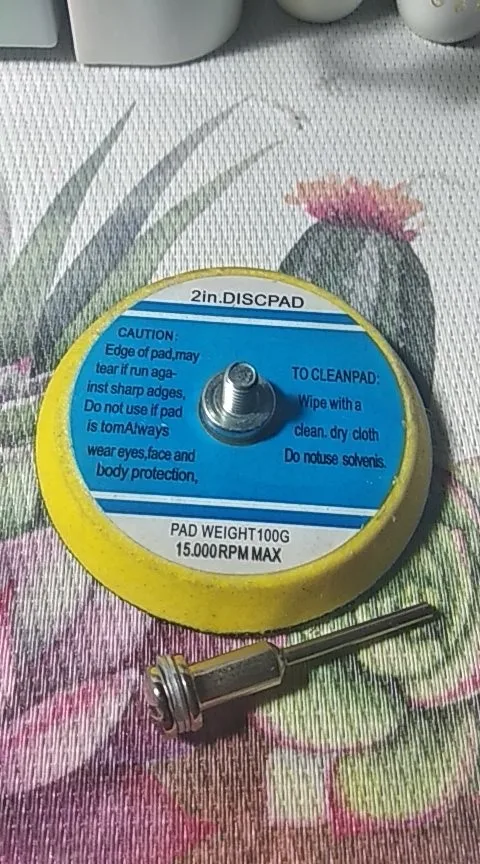 2in.DISCPAD
CAUTION:
Edge of pad,may
tear if run aga-
inst sharp adges,
Do not use if pad
is tornAlways
wear eyes,face and
body protection,
TO CLEANPAD:
Wipe with a
clean. dry cloth
Do notuse solvenis.
PAD WEIGHT100G
15.000RPM MAX